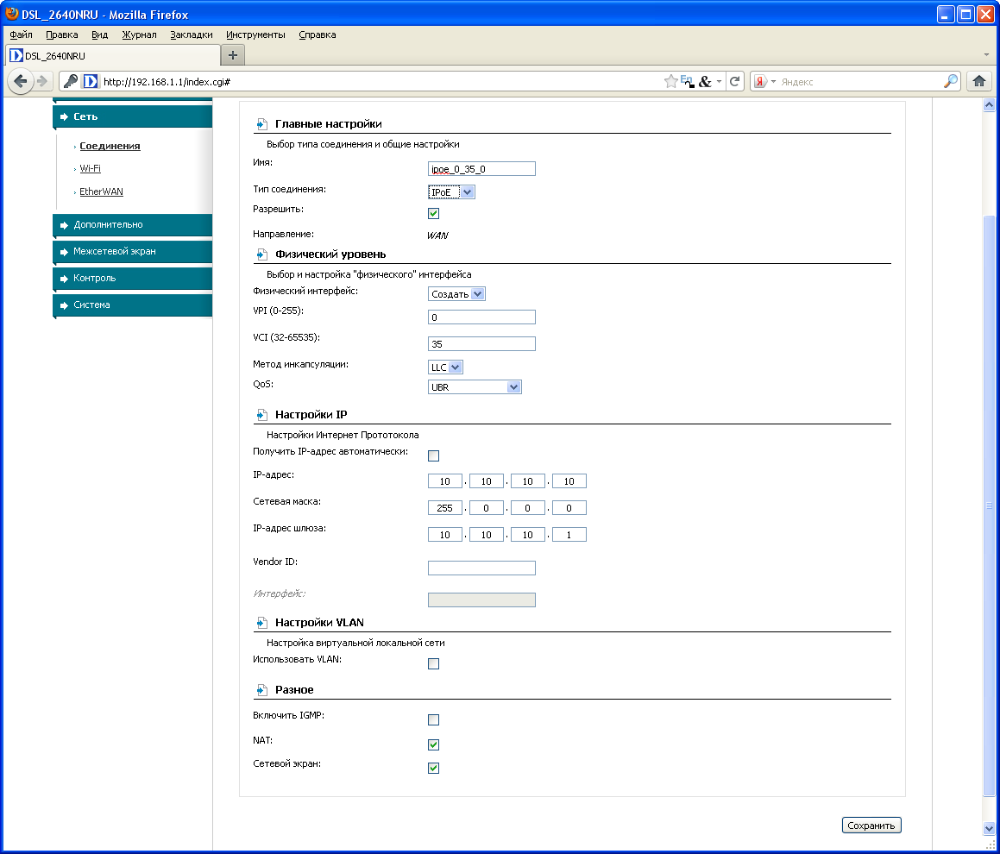 DSL_2640NRU - Mozilla Firefox
Файл Правка Вид Журнал Закладки Инструменты Справка
DSL_2640NRU
http://192.168.1.1/index.cgi#
Яндекс
Сеть
Соединения
Wi-Fi
EtherWAN
Дополнительно
Межсетевой экран
Контроль
Система
Главные настройки
Выбор типа соединения и общие настройки
Имя: ipoe_0_35_0
Тип соединения: IPoE
Разрешить:
Направление: WAN
Физический уровень
Выбор и настройка "физического" интерфейса
Физический интерфейс: Создать
VPI (0-255): 0
VCI (32-65535): 35
Метод инкапсуляции: LLC
QoS: UBR
Настройки IP
Настройки Интернет Прототокола
Получить IP-адрес автоматически:
IP-адрес: 10 . 10 . 10 . 10
Сетевая маска: 255 . 0 . 0 . 0
IP-адрес шлюза: 10 . 10 . 10 . 1
Vendor ID:
Интерфейс:
Настройки VLAN
Настройка виртуальной локальной сети
Использовать VLAN:
Разное
Включить IGMP:
NAT:
Сетевой экран:
Сохранить